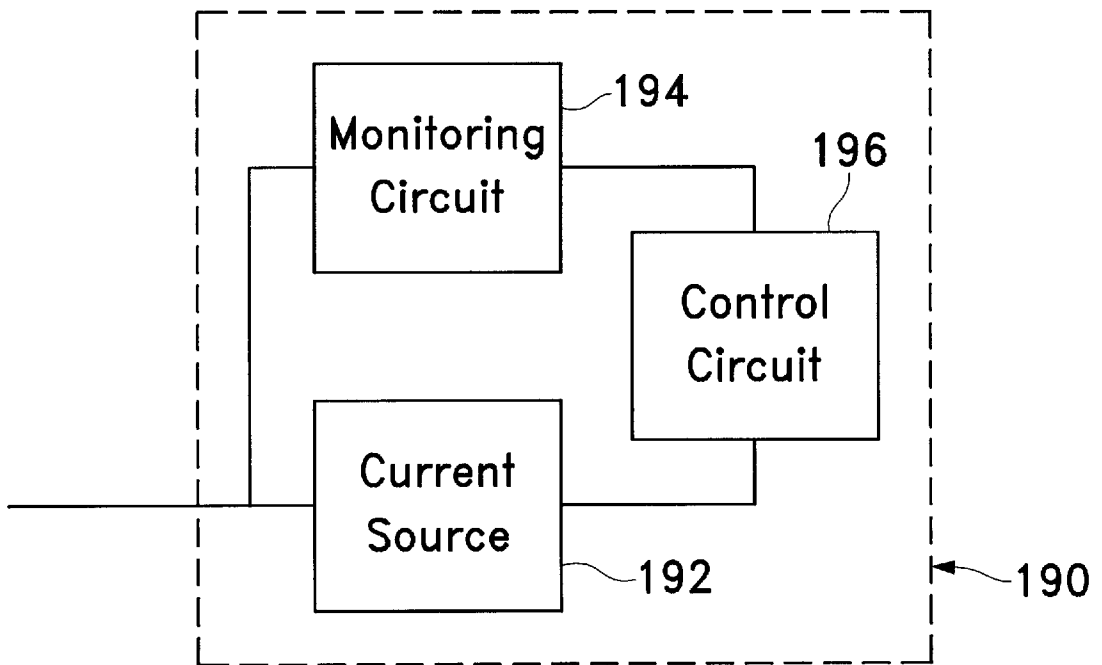 194
Monitoring
Circuit
196
Control
Circuit
Current
Source
192
190